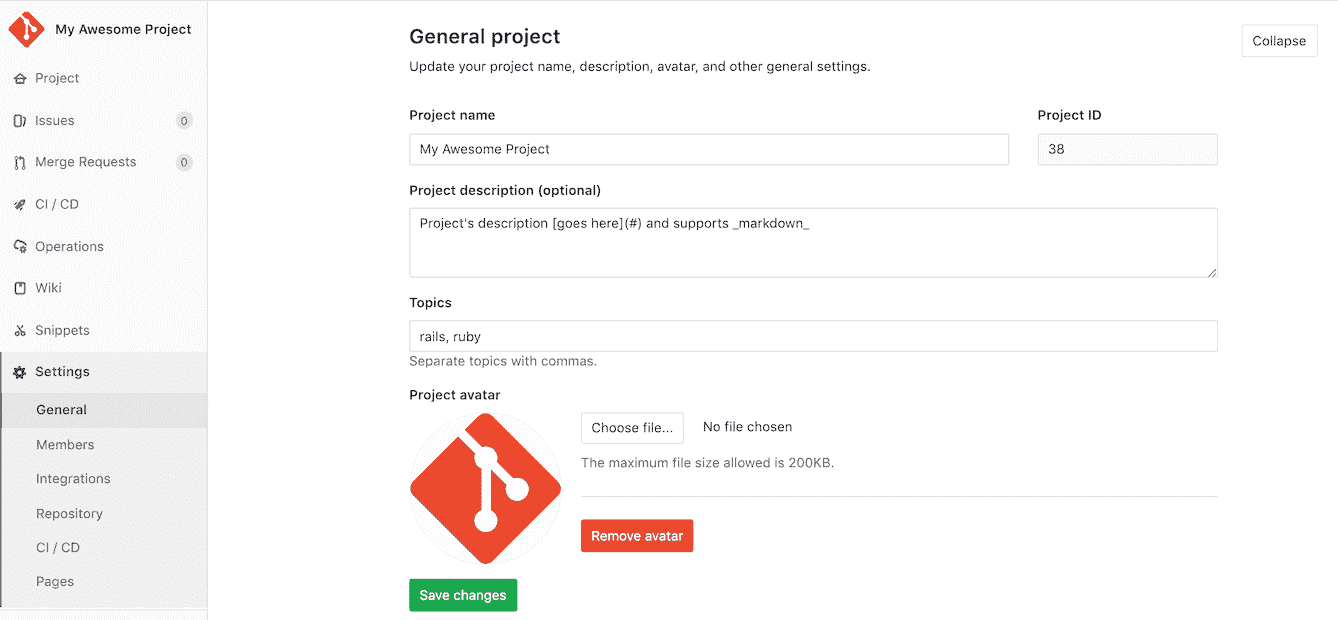 My Awesome Project
Project
Issues 0
Merge Requests 0
CI / CD
Operations
Wiki
Snippets
Settings
General
Members
Integrations
Repository
CI / CD
Pages
General project
Collapse
Update your project name, description, avatar, and other general settings.
Project name
My Awesome Project
Project ID
38
Project description (optional)
Project's description [goes here](#) and supports _markdown_
Topics
rails, ruby
Separate topics with commas.
Project avatar
Choose file... No file chosen
The maximum file size allowed is 200KB.
Remove avatar
Save changes